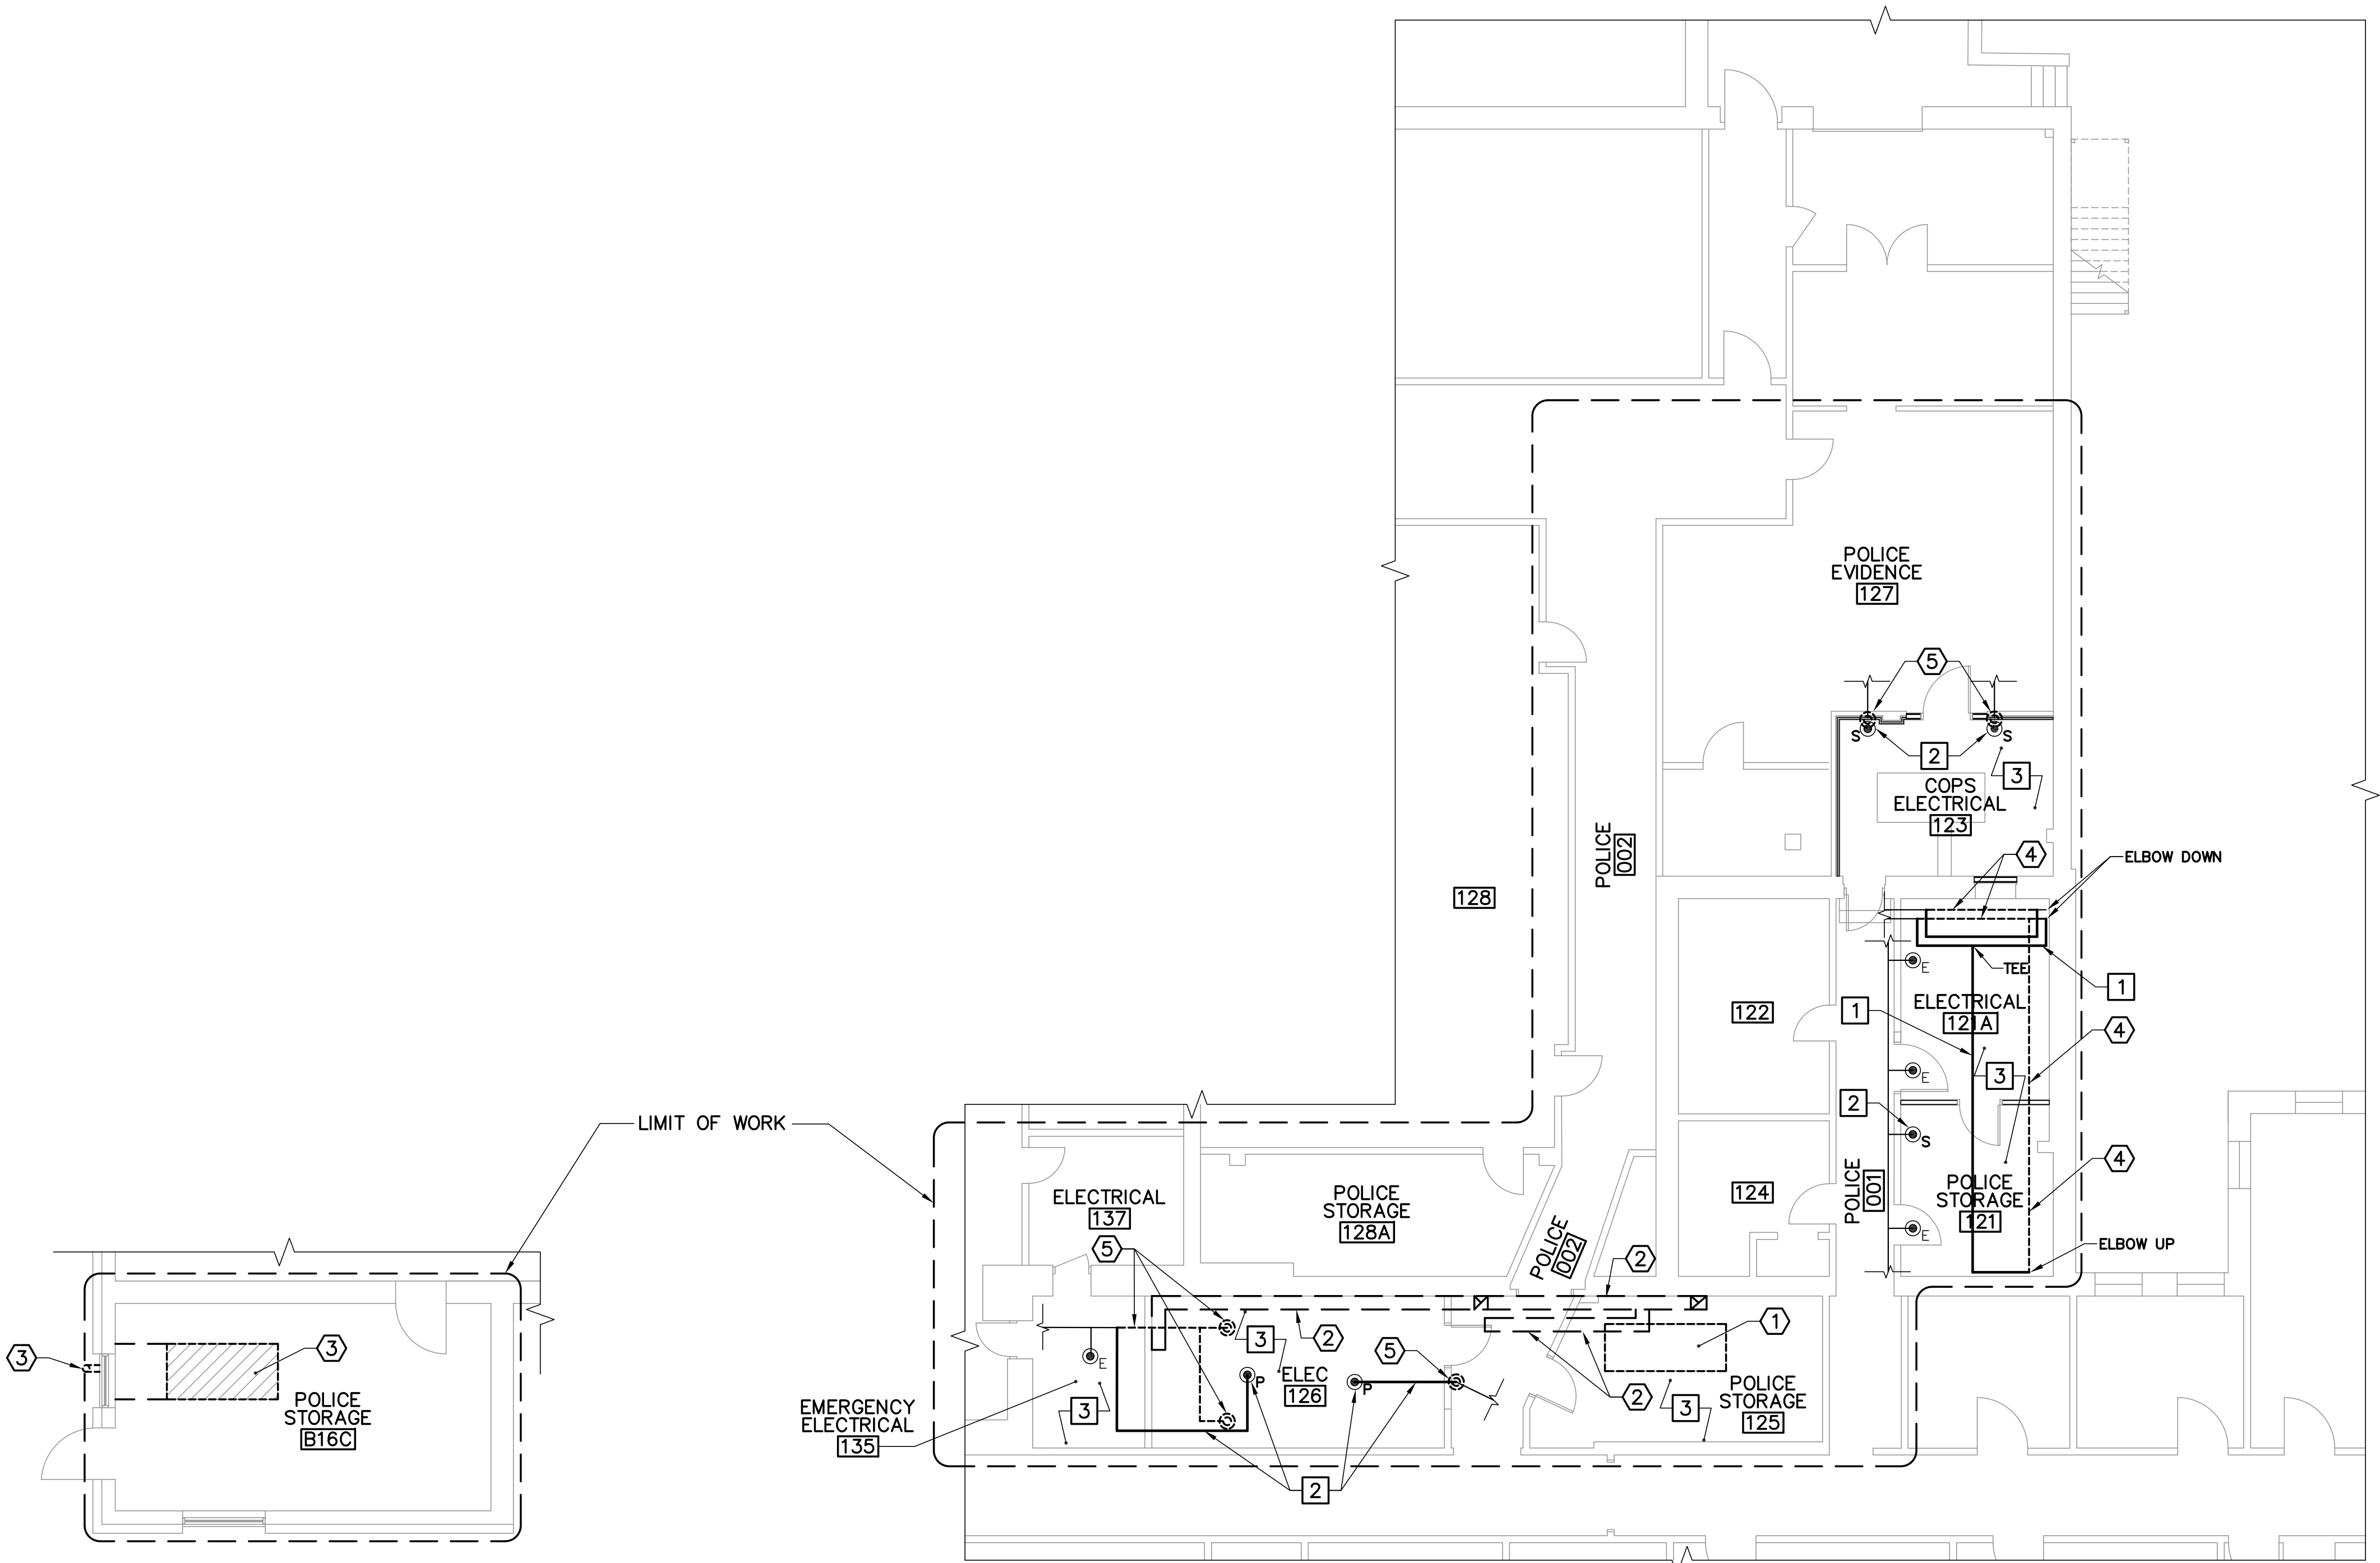 POLICE
EVIDENCE
127
5
S
S
2
3
COPS
ELECTRICAL
123
POLICE
002
4
ELBOW DOWN
128
E
TEE
1
122
1
ELECTRICAL
121A
4
E
3
2
S
LIMIT OF WORK
ELECTRICAL
137
POLICE
STORAGE
128A
124
POLICE
001
POLICE
STORAGE
121
E
4
ELBOW UP
5
POLICE
002
2
3
3
POLICE
STORAGE
B16C
E
3
2
5
1
ELEC
126
P
P
2
EMERGENCY
ELECTRICAL
135
3
3
POLICE
STORAGE
125
2